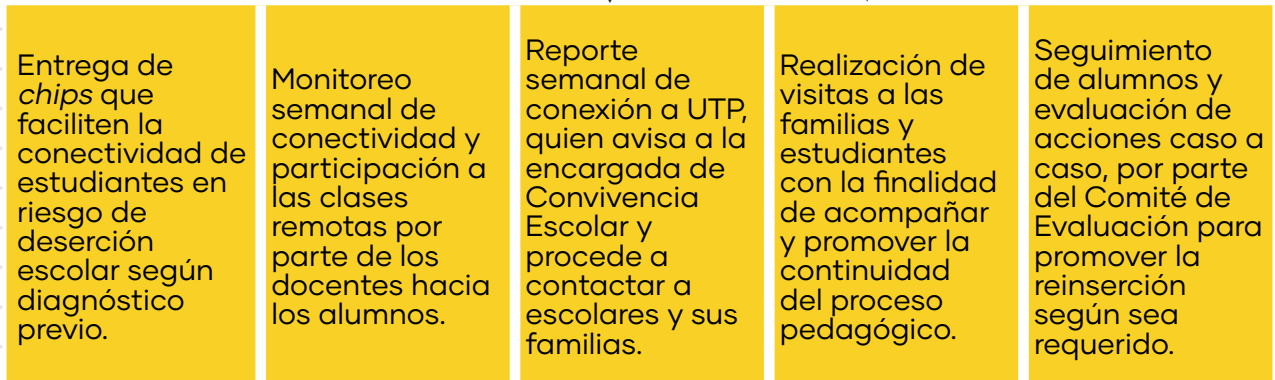 Entrega de
chips que
faciliten la
conectividad de
estudiantes en
riesgo de
deserción
escolar según
diagnóstico
previo.
Monitoreo
semanal de
conectividad y
participación a
las clases
remotas por
parte de los
docentes hacia
los alumnos.
Reporte
semanal de
conexión a UTP,
quien avisa a la
encargada de
Convivencia
Escolar y
procede a
contactar a
escolares y sus
familias.
Realización de
visitas a las
familias y
estudiantes
con la finalidad
de acompañar
y promover la
continuidad
del proceso
pedagógico.
Seguimiento
de alumnos y
evaluación de
acciones caso a
caso, por parte
del Comité de
Evaluación para
promover la
reinserción
según sea
requerido.